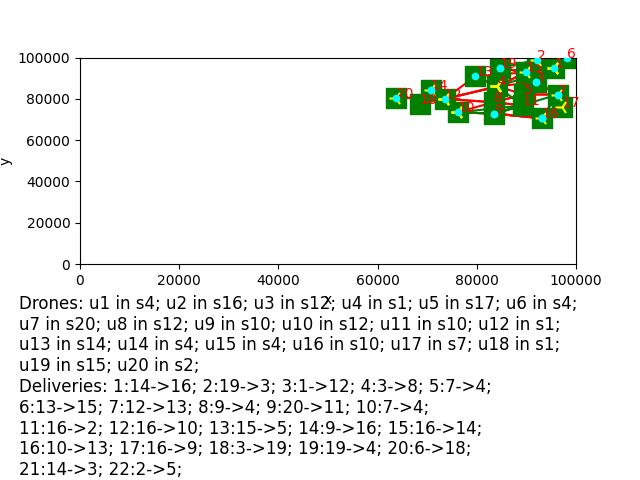 100000
80000
60000
40000
20000
0
y
2
6
20
14
17
16
0 20000 40000 60000 80000 100000
x
Drones: u1 in s4; u2 in s16; u3 in s12; u4 in s1; u5 in s17; u6 in s4;
u7 in s20; u8 in s12; u9 in s10; u10 in s12; u11 in s10; u12 in s1;
u13 in s14; u14 in s4; u15 in s4; u16 in s10; u17 in s7; u18 in s1;
u19 in s15; u20 in s2;
Deliveries: 1:14->16; 2:19->3; 3:1->12; 4:3->8; 5:7->4;
6:13->15; 7:12->13; 8:9->4; 9:20->11; 10:7->4;
11:16->2; 12:16->10; 13:15->5; 14:9->16; 15:16->14;
16:10->13; 17:16->9; 18:3->19; 19:19->4; 20:6->18;
21:14->3; 22:2->5;